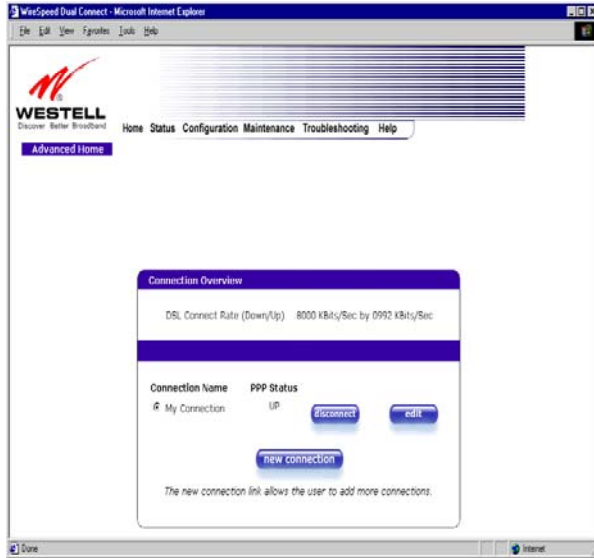 WireSpeed Dual Connect - Microsoft Internet Explorer
File Edit View Favorites Tools Help
WESTELL
Discover Better Broadband
Home Status Configuration Maintenance Troubleshooting Help
Advanced Home
Connection Overview
DSL Connect Rate (Down/Up) 8000 KBits/Sec by 0992 KBits/Sec
Connection Name PPP Status
My Connection UP disconnect edit
new connection
The new connection link allows the user to add more connections.
Done Internet